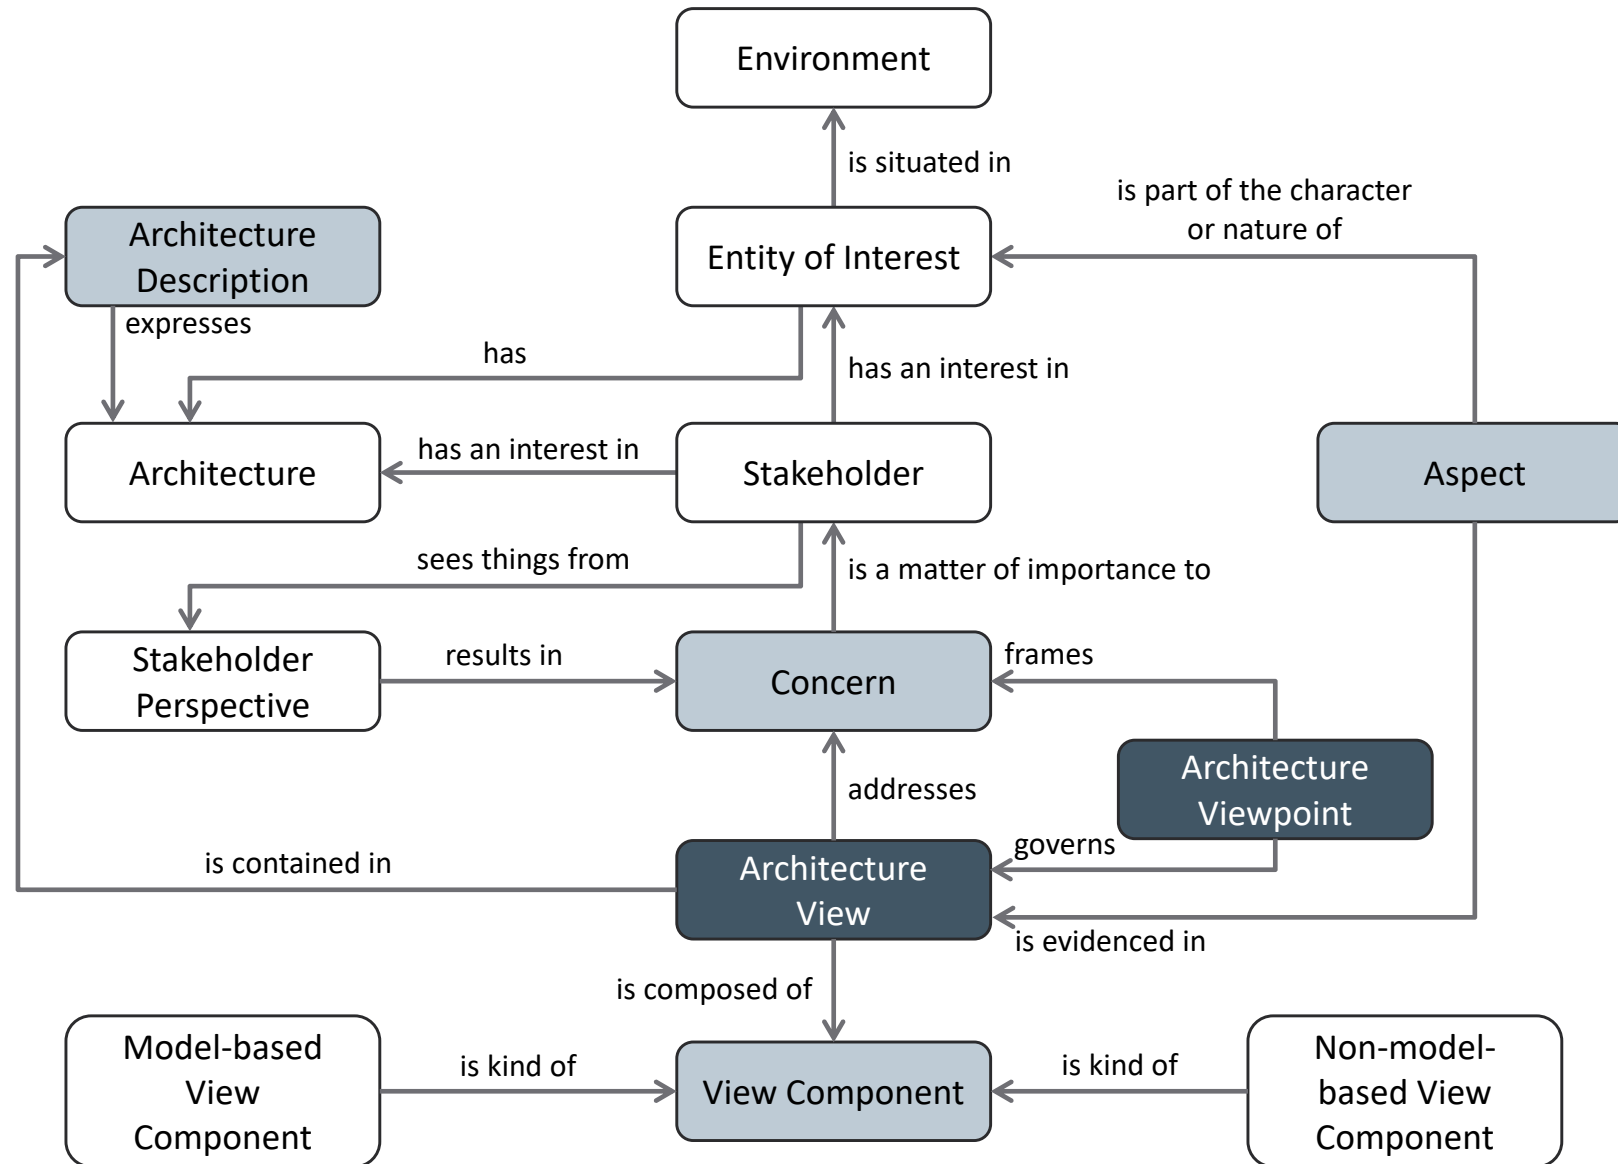 Environment
is situated in
is part of the character
or nature of
Architecture
Description
Entity of Interest
expresses
has
has an interest in
Architecture
has an interest in
Stakeholder
Aspect
sees things from
is a matter of importance to
Stakeholder
Perspective
results in
Concern
frames
Architecture
Viewpoint
addresses
governs
is contained in
Architecture
View
is evidenced in
is composed of
Model-based
View
Component
is kind of
View Component
is kind of
Non-model-
based View
Component